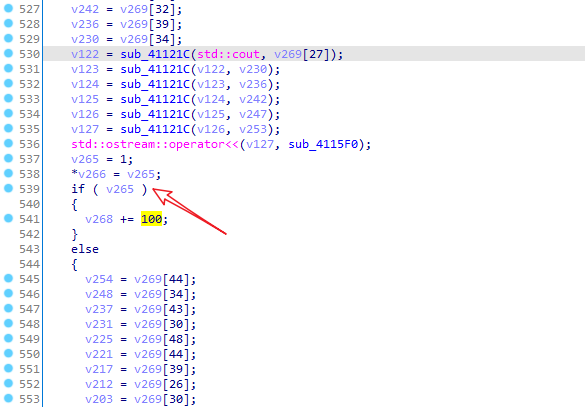 527 v242 = v269[32];
528 v236 = v269[39];
529 v230 = v269[34];
530 v122 = sub_41121C(std::cout, v269[27]);
531 v123 = sub_41121C(v122, v230);
532 v124 = sub_41121C(v123, v236);
533 v125 = sub_41121C(v124, v242);
534 v126 = sub_41121C(v125, v247);
535 v127 = sub_41121C(v126, v253);
536 std::ostream::operator<<(v127, sub_4115F0);
537 v265 = 1;
538 *v266 = v265;
539 if ( v265 )
540 {
541 v268 += 100;
542 }
543 else
544 {
545 v254 = v269[44];
546 v248 = v269[34];
547 v237 = v269[43];
548 v231 = v269[30];
549 v225 = v269[48];
550 v221 = v269[44];
551 v217 = v269[39];
552 v212 = v269[26];
553 v203 = v269[30];